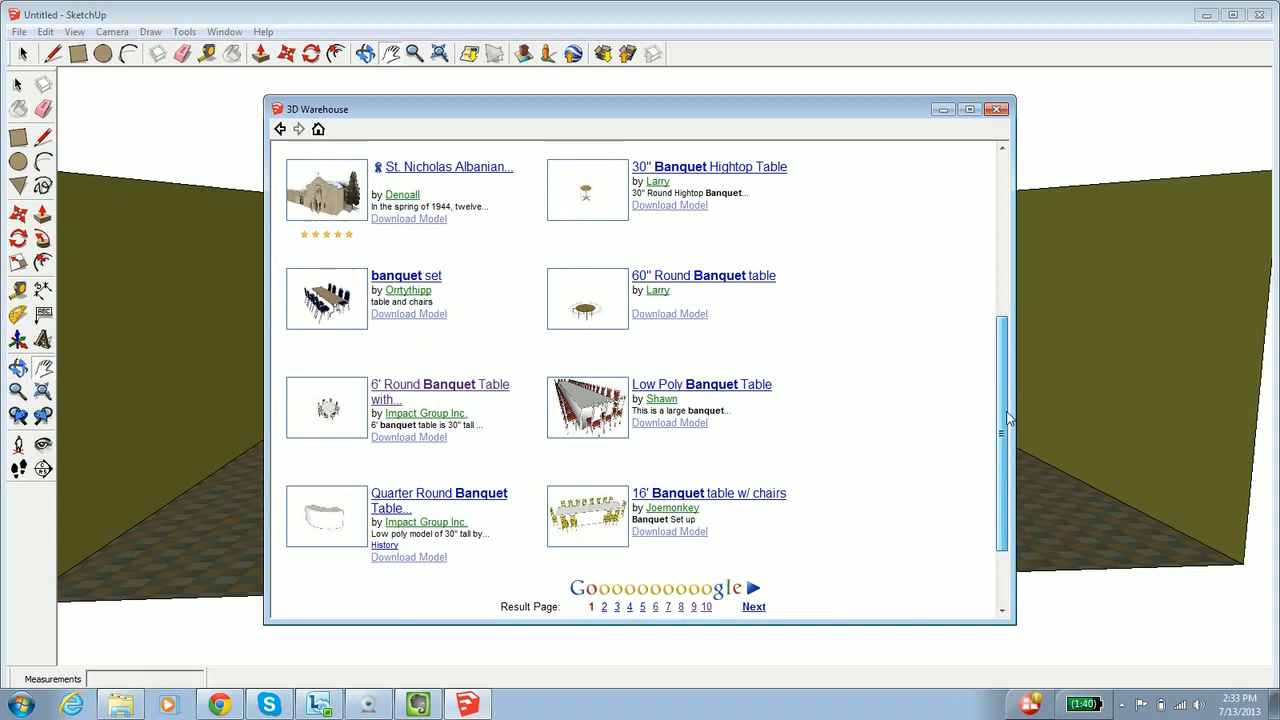 Untitled - SketchUp
File Edit View Camera Draw Tools Window Help
3D Warehouse
St. Nicholas Albanian...
by Denoall
In the spring of 1944, twelve...
Download Model
30" Banquet Hightop Table
by Larry
30" Round Hightop Banquet...
Download Model
banquet set
by Orrtythipp
table and chairs
Download Model
60" Round Banquet table
by Larry
Download Model
6' Round Banquet Table
with...
by Impact Group Inc.
6' banquet table is 30" tall ...
Download Model
Low Poly Banquet Table
by Shawn
This is a large banquet...
Download Model
Quarter Round Banquet
Table...
by Impact Group Inc.
Low poly model of 30" tall by...
History
Download Model
16' Banquet table w/ chairs
by Joemonkey
Banquet Set up
Download Model
Goooooooooogle
Result Page: 1 2 3 4 5 6 7 8 9 10 Next
Measurements
(1:40)
2:33 PM
7/13/2013